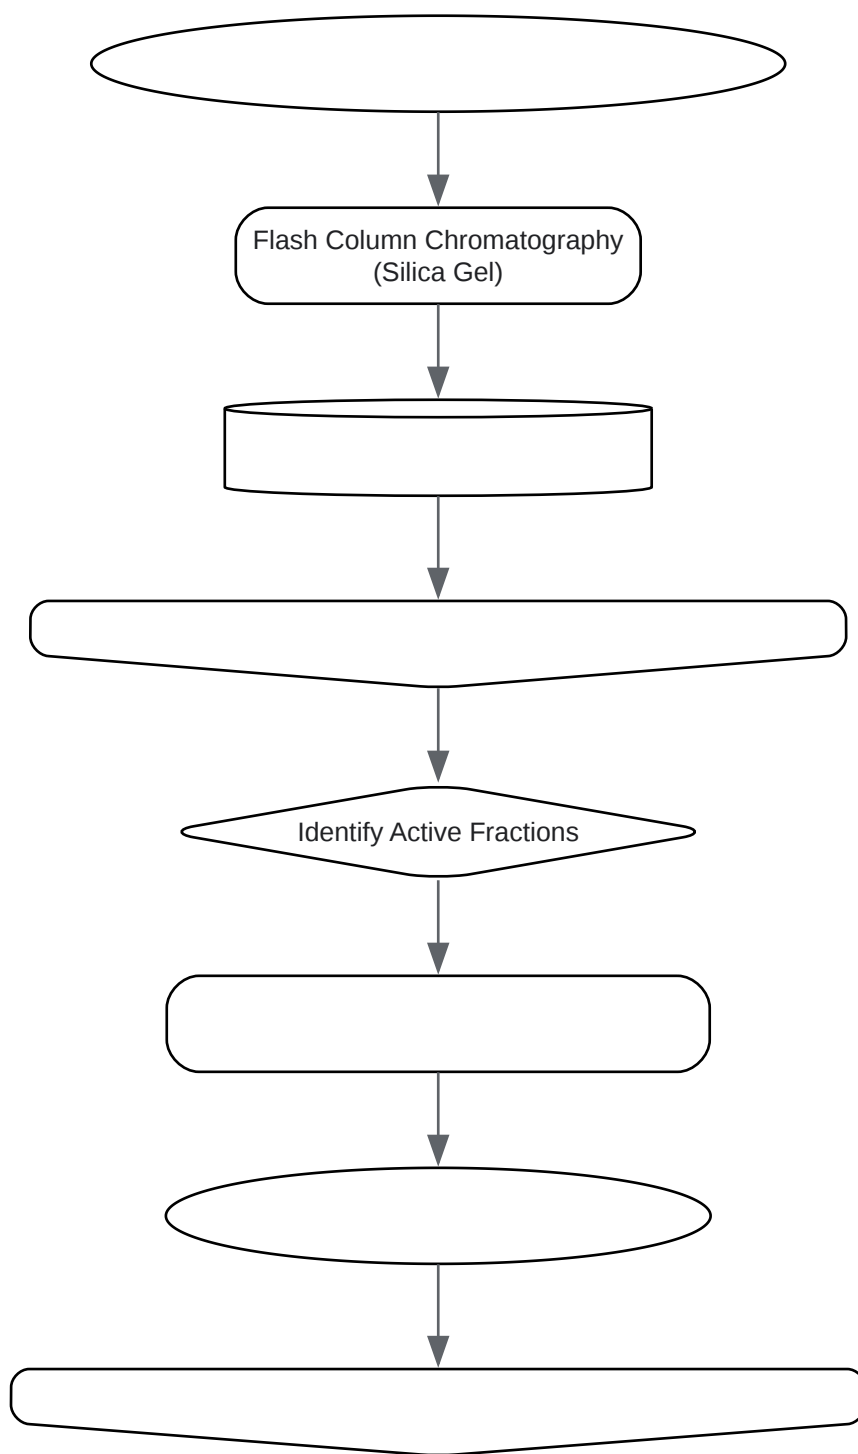 Flash Column Chromatography
(Silica Gel)
Identify Active Fractions